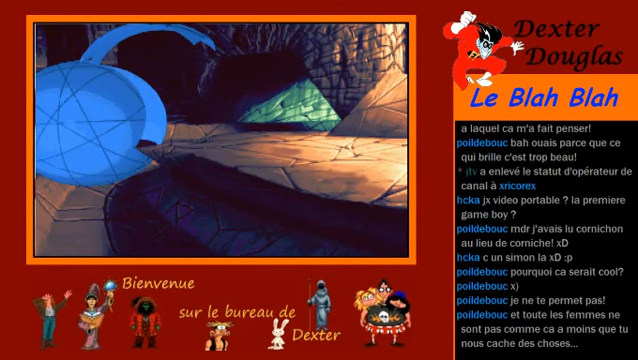 Dexter
Douglas
Le Blah Blah
a laquel ca m'a fait penser!
poildebouc bah ouais parce que ce
qui brille c'est trop beau!
* jtv a enlevé le statut d'opérateur de
canal à xricorex
hcka jx video portable ? la premiere
game boy ?
poildebouc mdr j'avais lu cornichon
au lieu de corniche! xD
hcka c un simon la xD :p
poildebouc pourquoi ca serait cool?
poildebouc x)
poildebouc je ne te permet pas!
poildebouc et toute les femmes ne
sont pas comme ca a moins que tu
nous cache des choses...
Bienvenue
sur le bureau de
Dexter